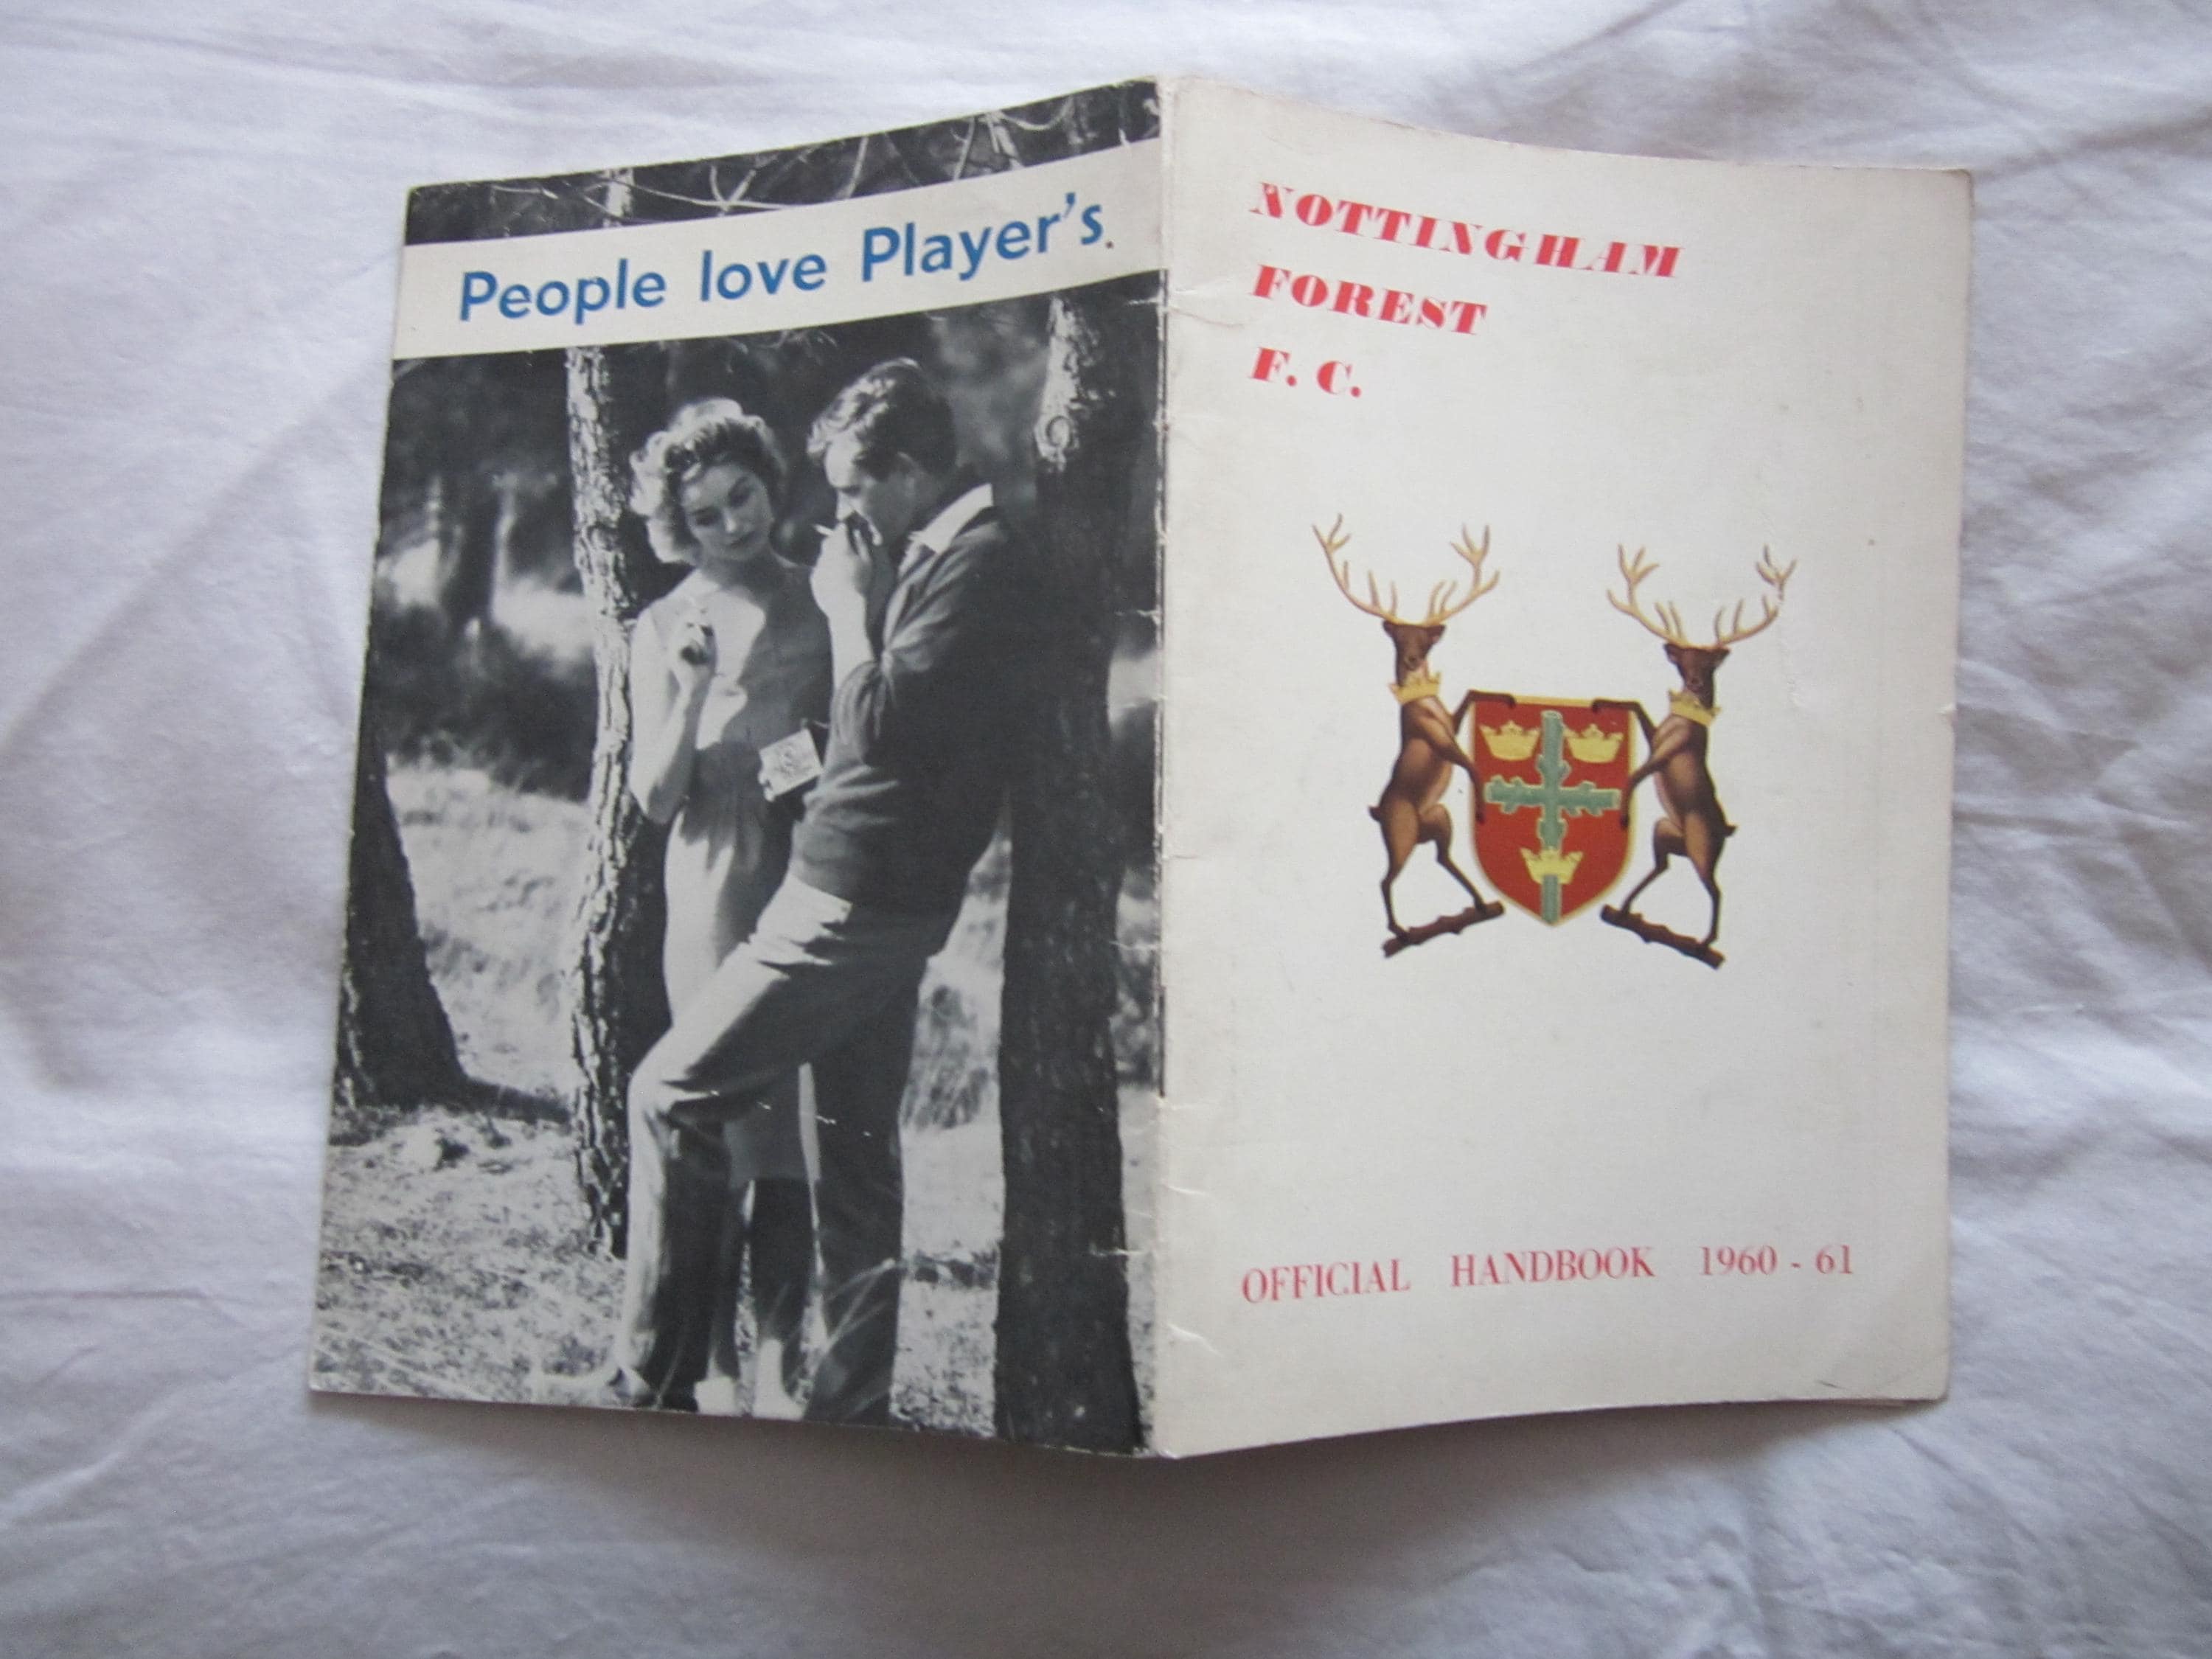 People love Player's.
NOTTINGHAM
FOREST
F. C.
OFFICIAL HANDBOOK 1960 - 61